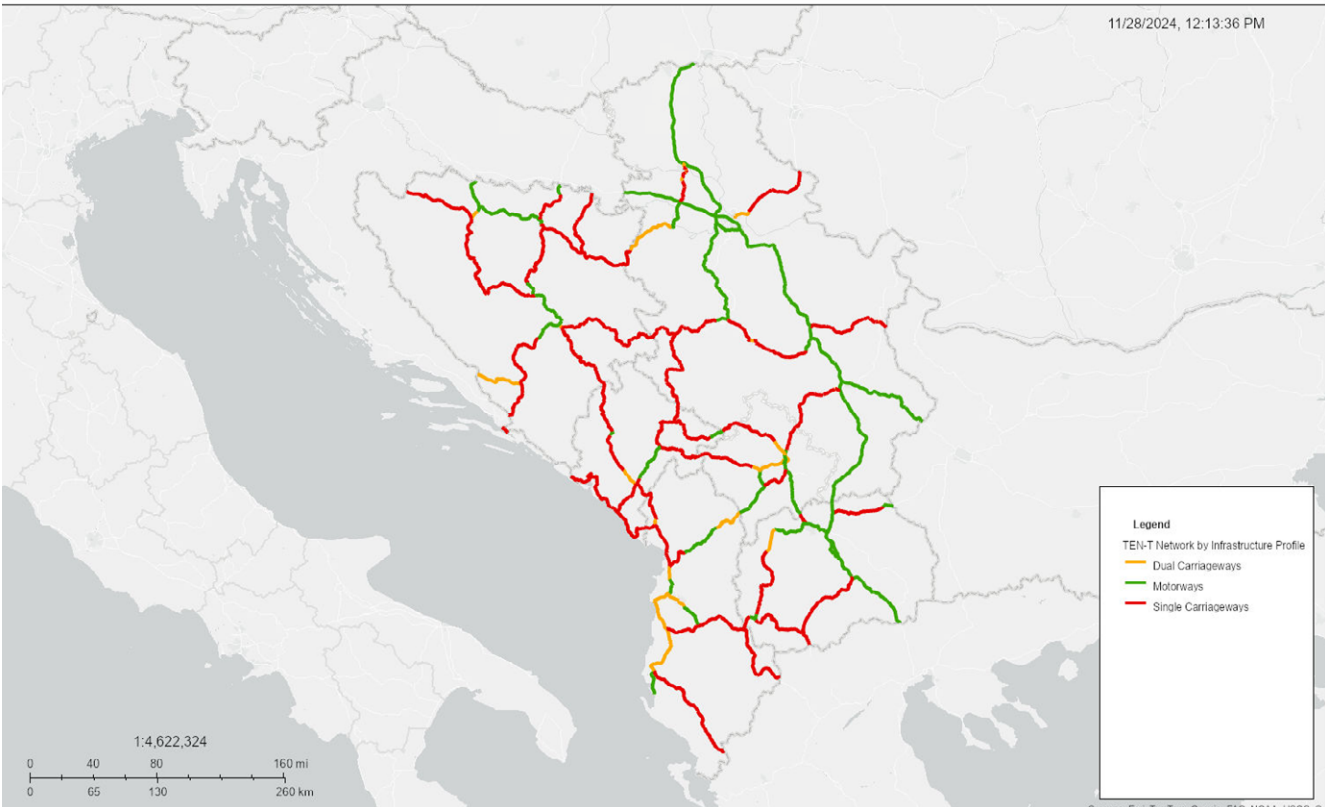 11/28/2024, 12:13:36 PM
Legend
TEN-T Network by Infrastructure Profile
Dual Carriageways
Motorways
Single Carriageways
1:4,622,324
0 40 80 160 mi
0 65 130 260 km